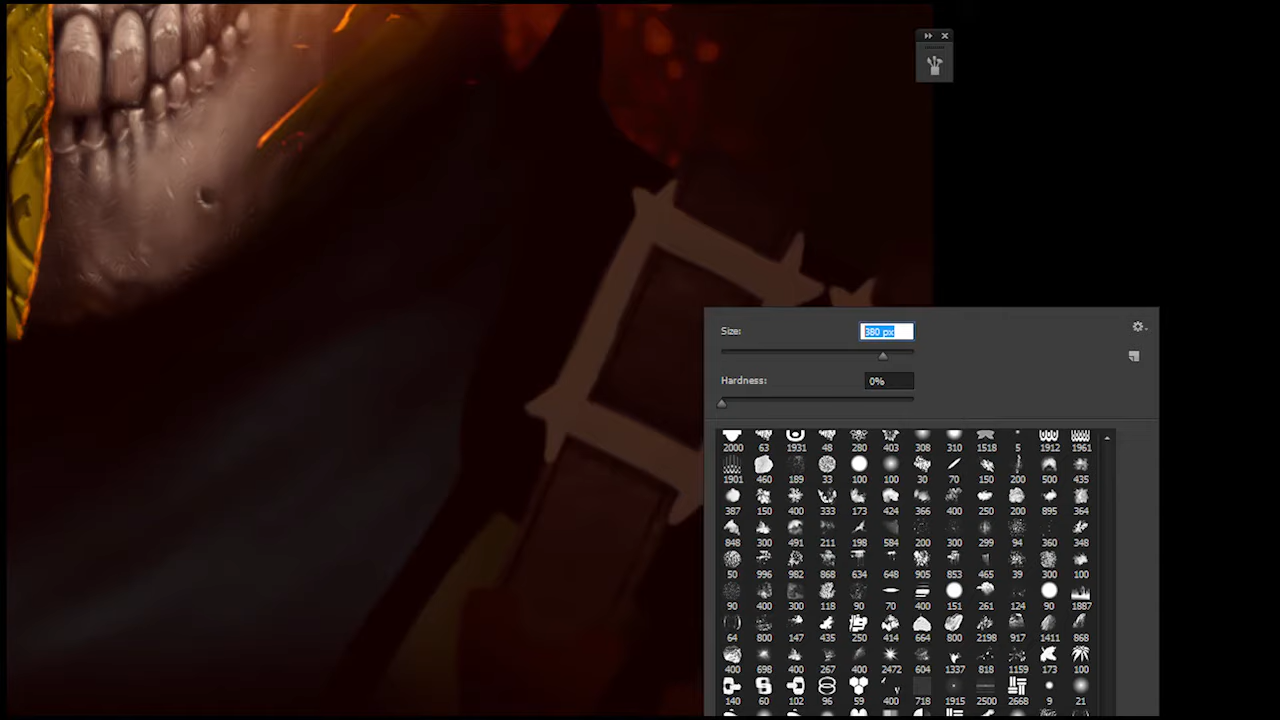 Size:
380 px
Hardness:
0%
2000 63 1931 48 280 403 308 310 1518 5 1912 1961
1901 460 189 33 100 100 30 70 150 200 500 435
387 150 400 333 173 424 366 400 250 200 895 364
848 300 491 211 198 584 200 300 299 94 360 348
50 996 982 868 634 648 905 853 465 39 300 100
90 400 300 118 90 70 400 151 261 124 90 1887
64 800 147 435 250 414 664 800 2198 917 1411 868
400 698 400 267 400 2472 604 1337 818 1159 173 100
140 60 102 96 59 400 718 1915 2500 2668 9 21